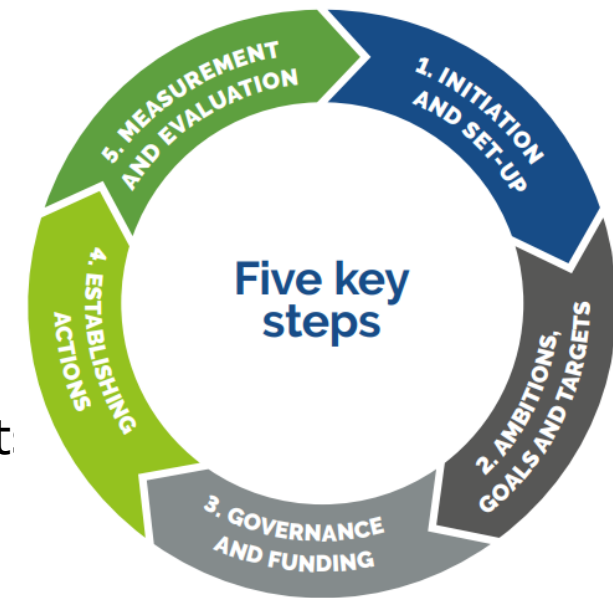 Five key
steps
1. INITIATION
AND SET-UP
2. AMBITIONS,
GOALS AND TARGETS
3. GOVERNANCE
AND FUNDING
4. ESTABLISHING
ACTIONS
5. MEASUREMENT
AND EVALUATION